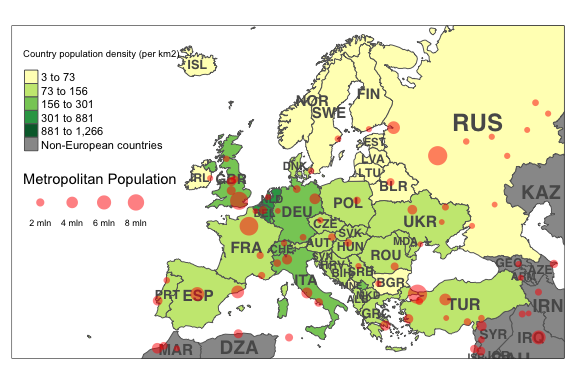 Country population density (per km2)
3 to 73
73 to 156
156 to 301
301 to 881
881 to 1,266
Non-European countries
Metropolitan Population
2 mln 4 mln 6 mln 8 mln
ISL
NOR
SWE
FIN
RUS
EST
LVA
LTU
DNK
IRL
GBR
BLR
KAZ
NLD
DEU
POL
UKR
CZE
SVK
FRA
CHE
AUT
HUN
MDA
ROU
SVN
HRV
BIH
SRB
GEO
AZE
ARM
ITA
MNE
BGR
MKD
ALB
PRT
ESP
GRC
TUR
IRN
SYR
IRQ
MAR
DZA
ISR
JOR